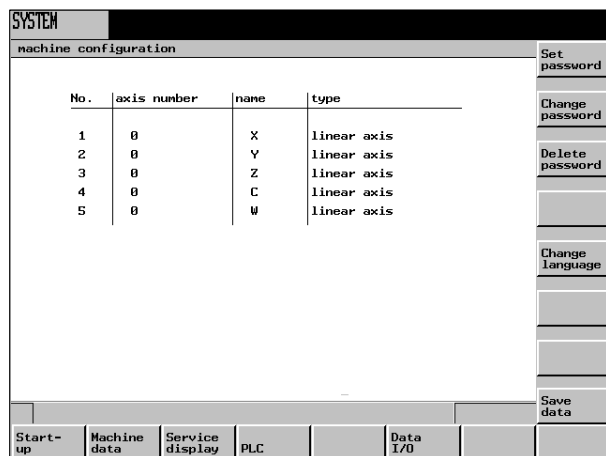 SYSTEM
machine configuration
No. axis number name type
1 0 X linear axis
2 0 Y linear axis
3 0 Z linear axis
4 0 C linear axis
5 0 W linear axis
Set
password
Change
password
Delete
password
Change
language
Save
data
Start-
up
Machine
data
Service
display
PLC
Data
I/O